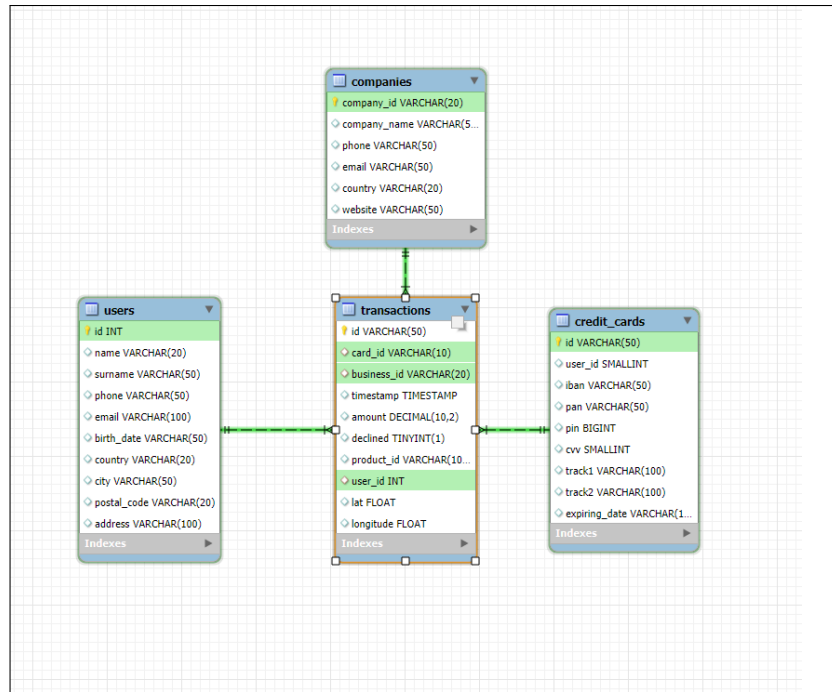 companies
company_id VARCHAR(20)
company_name VARCHAR(5...
phone VARCHAR(50)
email VARCHAR(50)
country VARCHAR(20)
website VARCHAR(50)
Indexes
users
id INT
name VARCHAR(20)
surname VARCHAR(50)
phone VARCHAR(50)
email VARCHAR(100)
birth_date VARCHAR(50)
country VARCHAR(20)
city VARCHAR(50)
postal_code VARCHAR(20)
address VARCHAR(100)
Indexes
transactions
id VARCHAR(50)
card_id VARCHAR(10)
business_id VARCHAR(20)
timestamp TIMESTAMP
amount DECIMAL(10,2)
declined TINYINT(1)
product_id VARCHAR(10...
user_id INT
lat FLOAT
longitude FLOAT
Indexes
credit_cards
id VARCHAR(50)
user_id SMALLINT
iban VARCHAR(50)
pan VARCHAR(50)
pin BIGINT
cvv SMALLINT
track1 VARCHAR(100)
track2 VARCHAR(100)
expiring_date VARCHAR(1...
Indexes